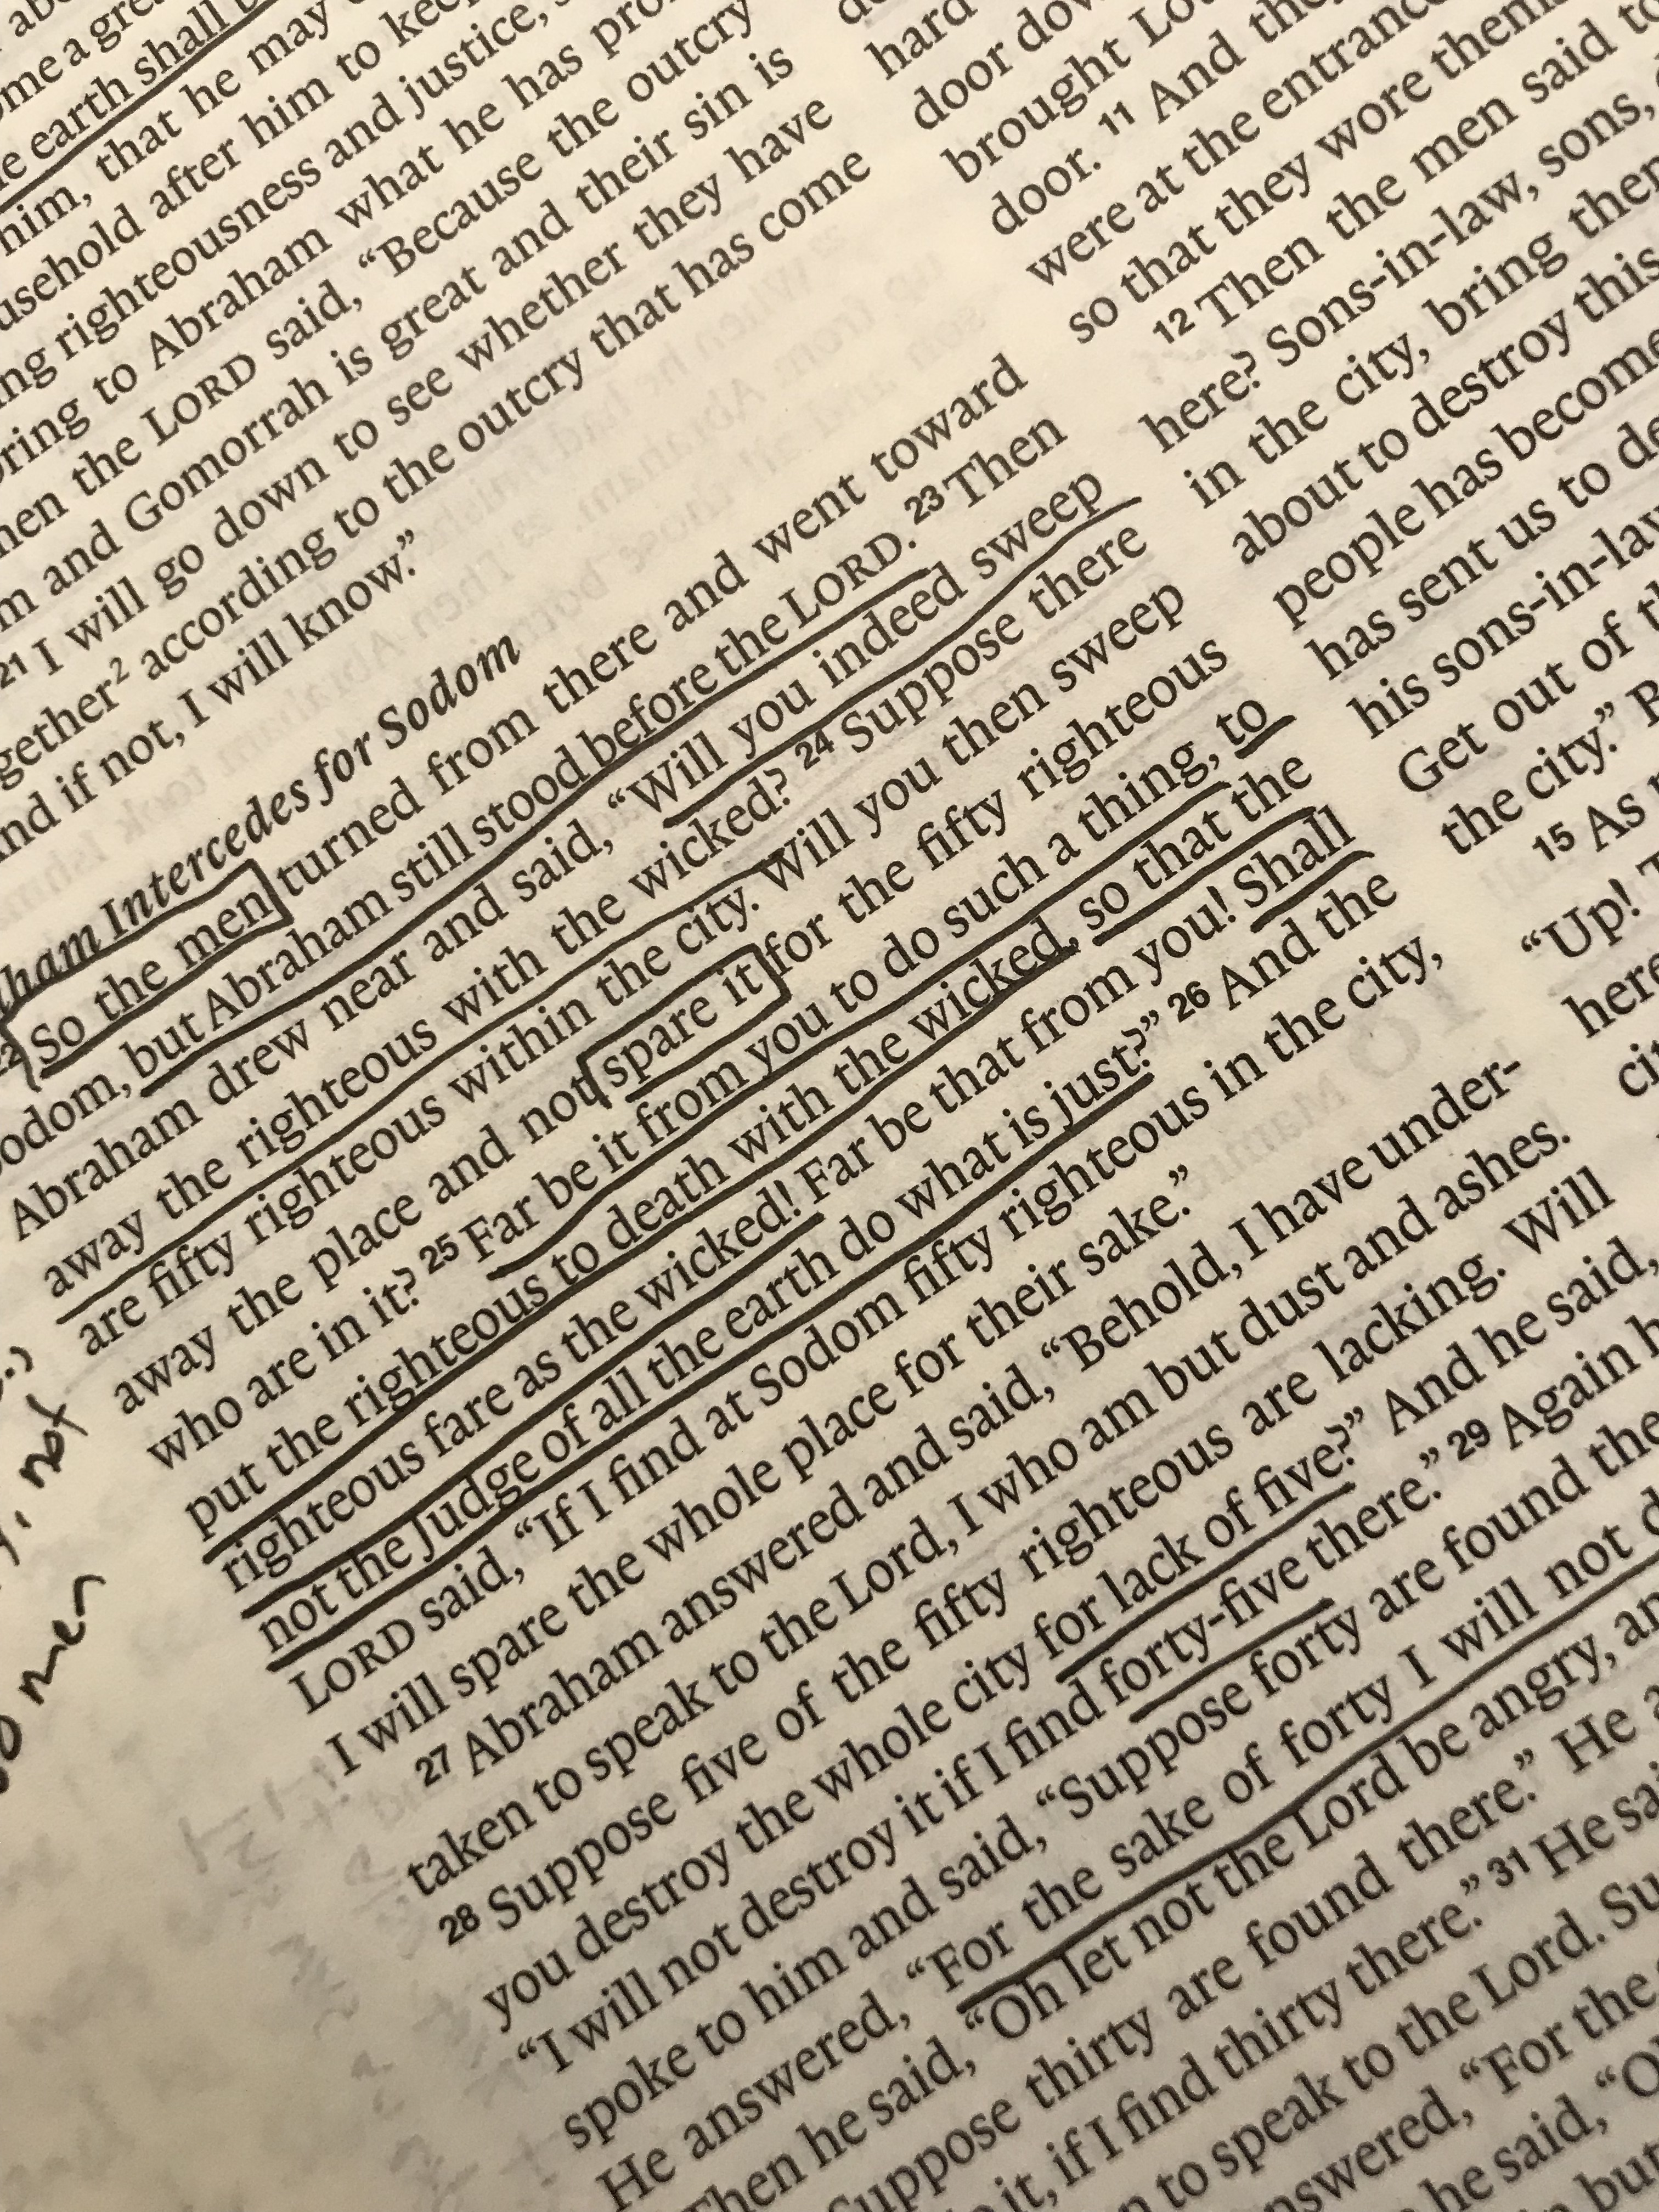 me a gre
earth shall
him, that he may
usehold after him to kee
ng righteousness and justice,
ring to Abraham what he has pro
hen the LORD said, “Because the outcry
m and Gomorrah is great and their sin is
21 I will go down to see whether they have
gether2 according to the outcry that has come
nd if not, I will know.”
ham Intercedes for Sodom
22 So the men turned from there and went toward
odom, but Abraham still stood before the LORD. 23 Then
Abraham drew near and said, “Will you indeed sweep
away the righteous with the wicked? 24 Suppose there
are fifty righteous within the city. Will you then sweep
away the place and not spare it for the fifty righteous
who are in it? 25 Far be it from you to do such a thing, to
put the righteous to death with the wicked, so that the
righteous fare as the wicked! Far be that from you! Shall
not the Judge of all the earth do what is just?” 26 And the
LORD said, “If I find at Sodom fifty righteous in the city,
I will spare the whole place for their sake.”
27 Abraham answered and said, “Behold, I have under-
taken to speak to the Lord, I who am but dust and ashes.
28 Suppose five of the fifty righteous are lacking. Will
you destroy the whole city for lack of five?” And he said,
“I will not destroy it if I find forty-five there.” 29 Again h
spoke to him and said, “Suppose forty are found the
He answered, “For the sake of forty I will not d
Then he said, “Oh let not the Lord be angry, an
Suppose thirty are found there.” He a
it, if I find thirty there.” 31 He sai
to speak to the Lord. Su
nswered, “For the
he said, “O
but
not
men
hard
door dow
brought Lo
door. 11 And the
were at the entrance
so that they wore them
12 Then the men said to
here? Sons-in-law, sons,
in the city, bring the
about to destroy this
people has become
has sent us to de
his sons-in-law
Get out of t
the city.” B
15 As
“Up! T
here
cit